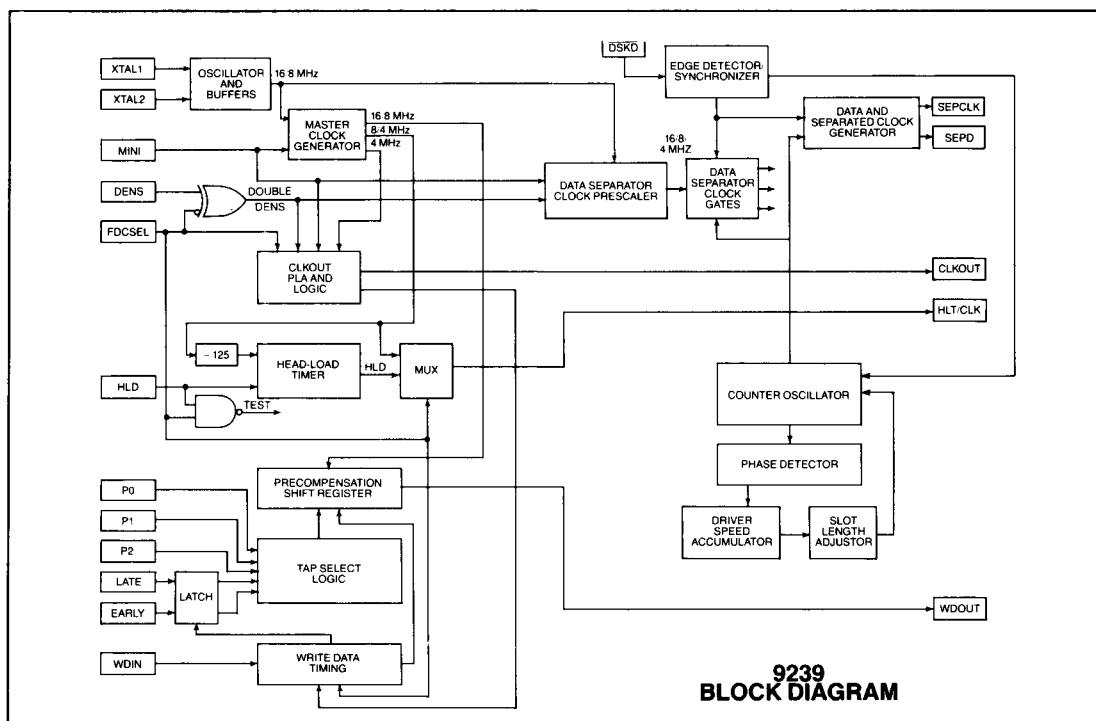 DSKD
XTAL1
XTAL2
OSCILLATOR
AND
BUFFERS
16 8 MHz
EDGE DETECTOR/
SYNCHRONIZER
MASTER
CLOCK
GENERATOR
16 8 MHz
8/4 MHz
4 MHz
DATA AND
SEPARATED CLOCK
GENERATOR
SEPCLK
SEPD
MINI
16/8/
4 MHZ
DATA SEPARATOR
CLOCK PRESCALER
DATA
SEPARATOR
CLOCK
GATES
DENS
DOUBLE
DENS
FDCSEL
CLKOUT
PLA AND
LOGIC
CLKOUT
HLT/CLK
- 125
HEAD-LOAD
TIMER
HLD
MUX
HLD
TEST
COUNTER OSCILLATOR
PHASE DETECTOR
P0
PRECOMPENSATION
SHIFT REGISTER
P1
DRIVER
SPEED
ACCUMULATOR
SLOT
LENGTH
ADJUSTOR
P2
TAP SELECT
LOGIC
LATE
LATCH
EARLY
WDOUT
WDIN
WRITE DATA
TIMING
9239
BLOCK DIAGRAM